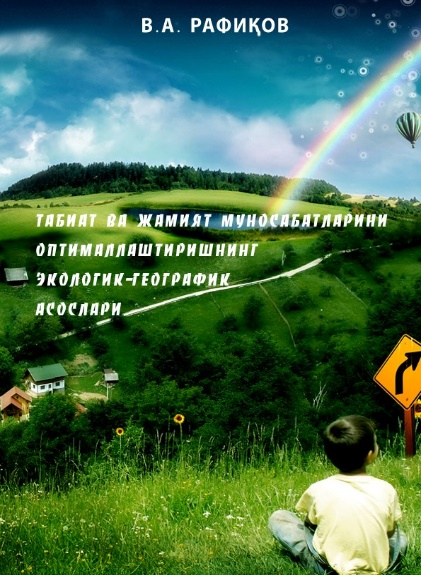 В.А. РАФИҚОВ
ТАБИАТ ВА ЖАМИЯТ МУНОСАБАТЛАРИНИ
ОПТИМАЛЛАШТИРИШНИНГ
ЭКОЛОГИК-ГЕОГРАФИК
АСОСЛАРИ